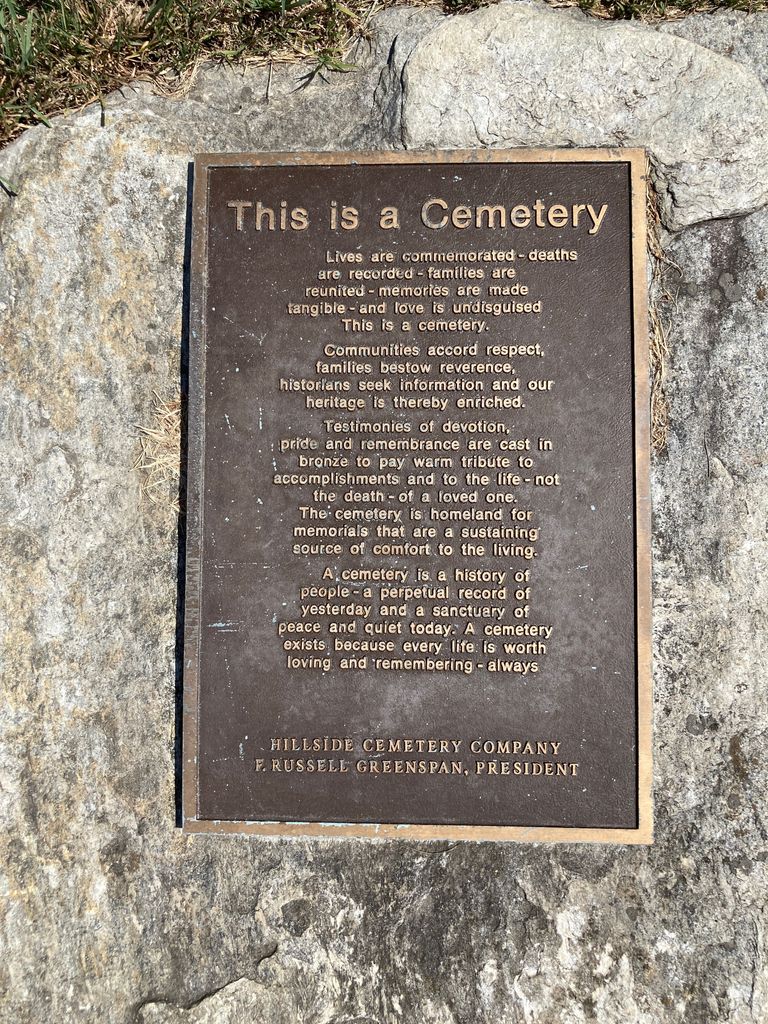 This is a Cemetery
Lives are commemorated - deaths
are recorded - families are
reunited - memories are made
tangible - and love is undisguised
This is a cemetery.
Communities accord respect,
families bestow reverence,
historians seek information and our
heritage is thereby enriched.
Testimonies of devotion,
pride and remembrance are cast in
bronze to pay warm tribute to
accomplishments and to the life - not
the death - of a loved one.
The cemetery is homeland for
memorials that are a sustaining
source of comfort to the living.
A cemetery is a history of
people - a perpetual record of
yesterday and a sanctuary of
peace and quiet today. A cemetery
exists because every life is worth
loving and remembering - always
HILLSIDE CEMETERY COMPANY
F. RUSSELL GREENSPAN, PRESIDENT